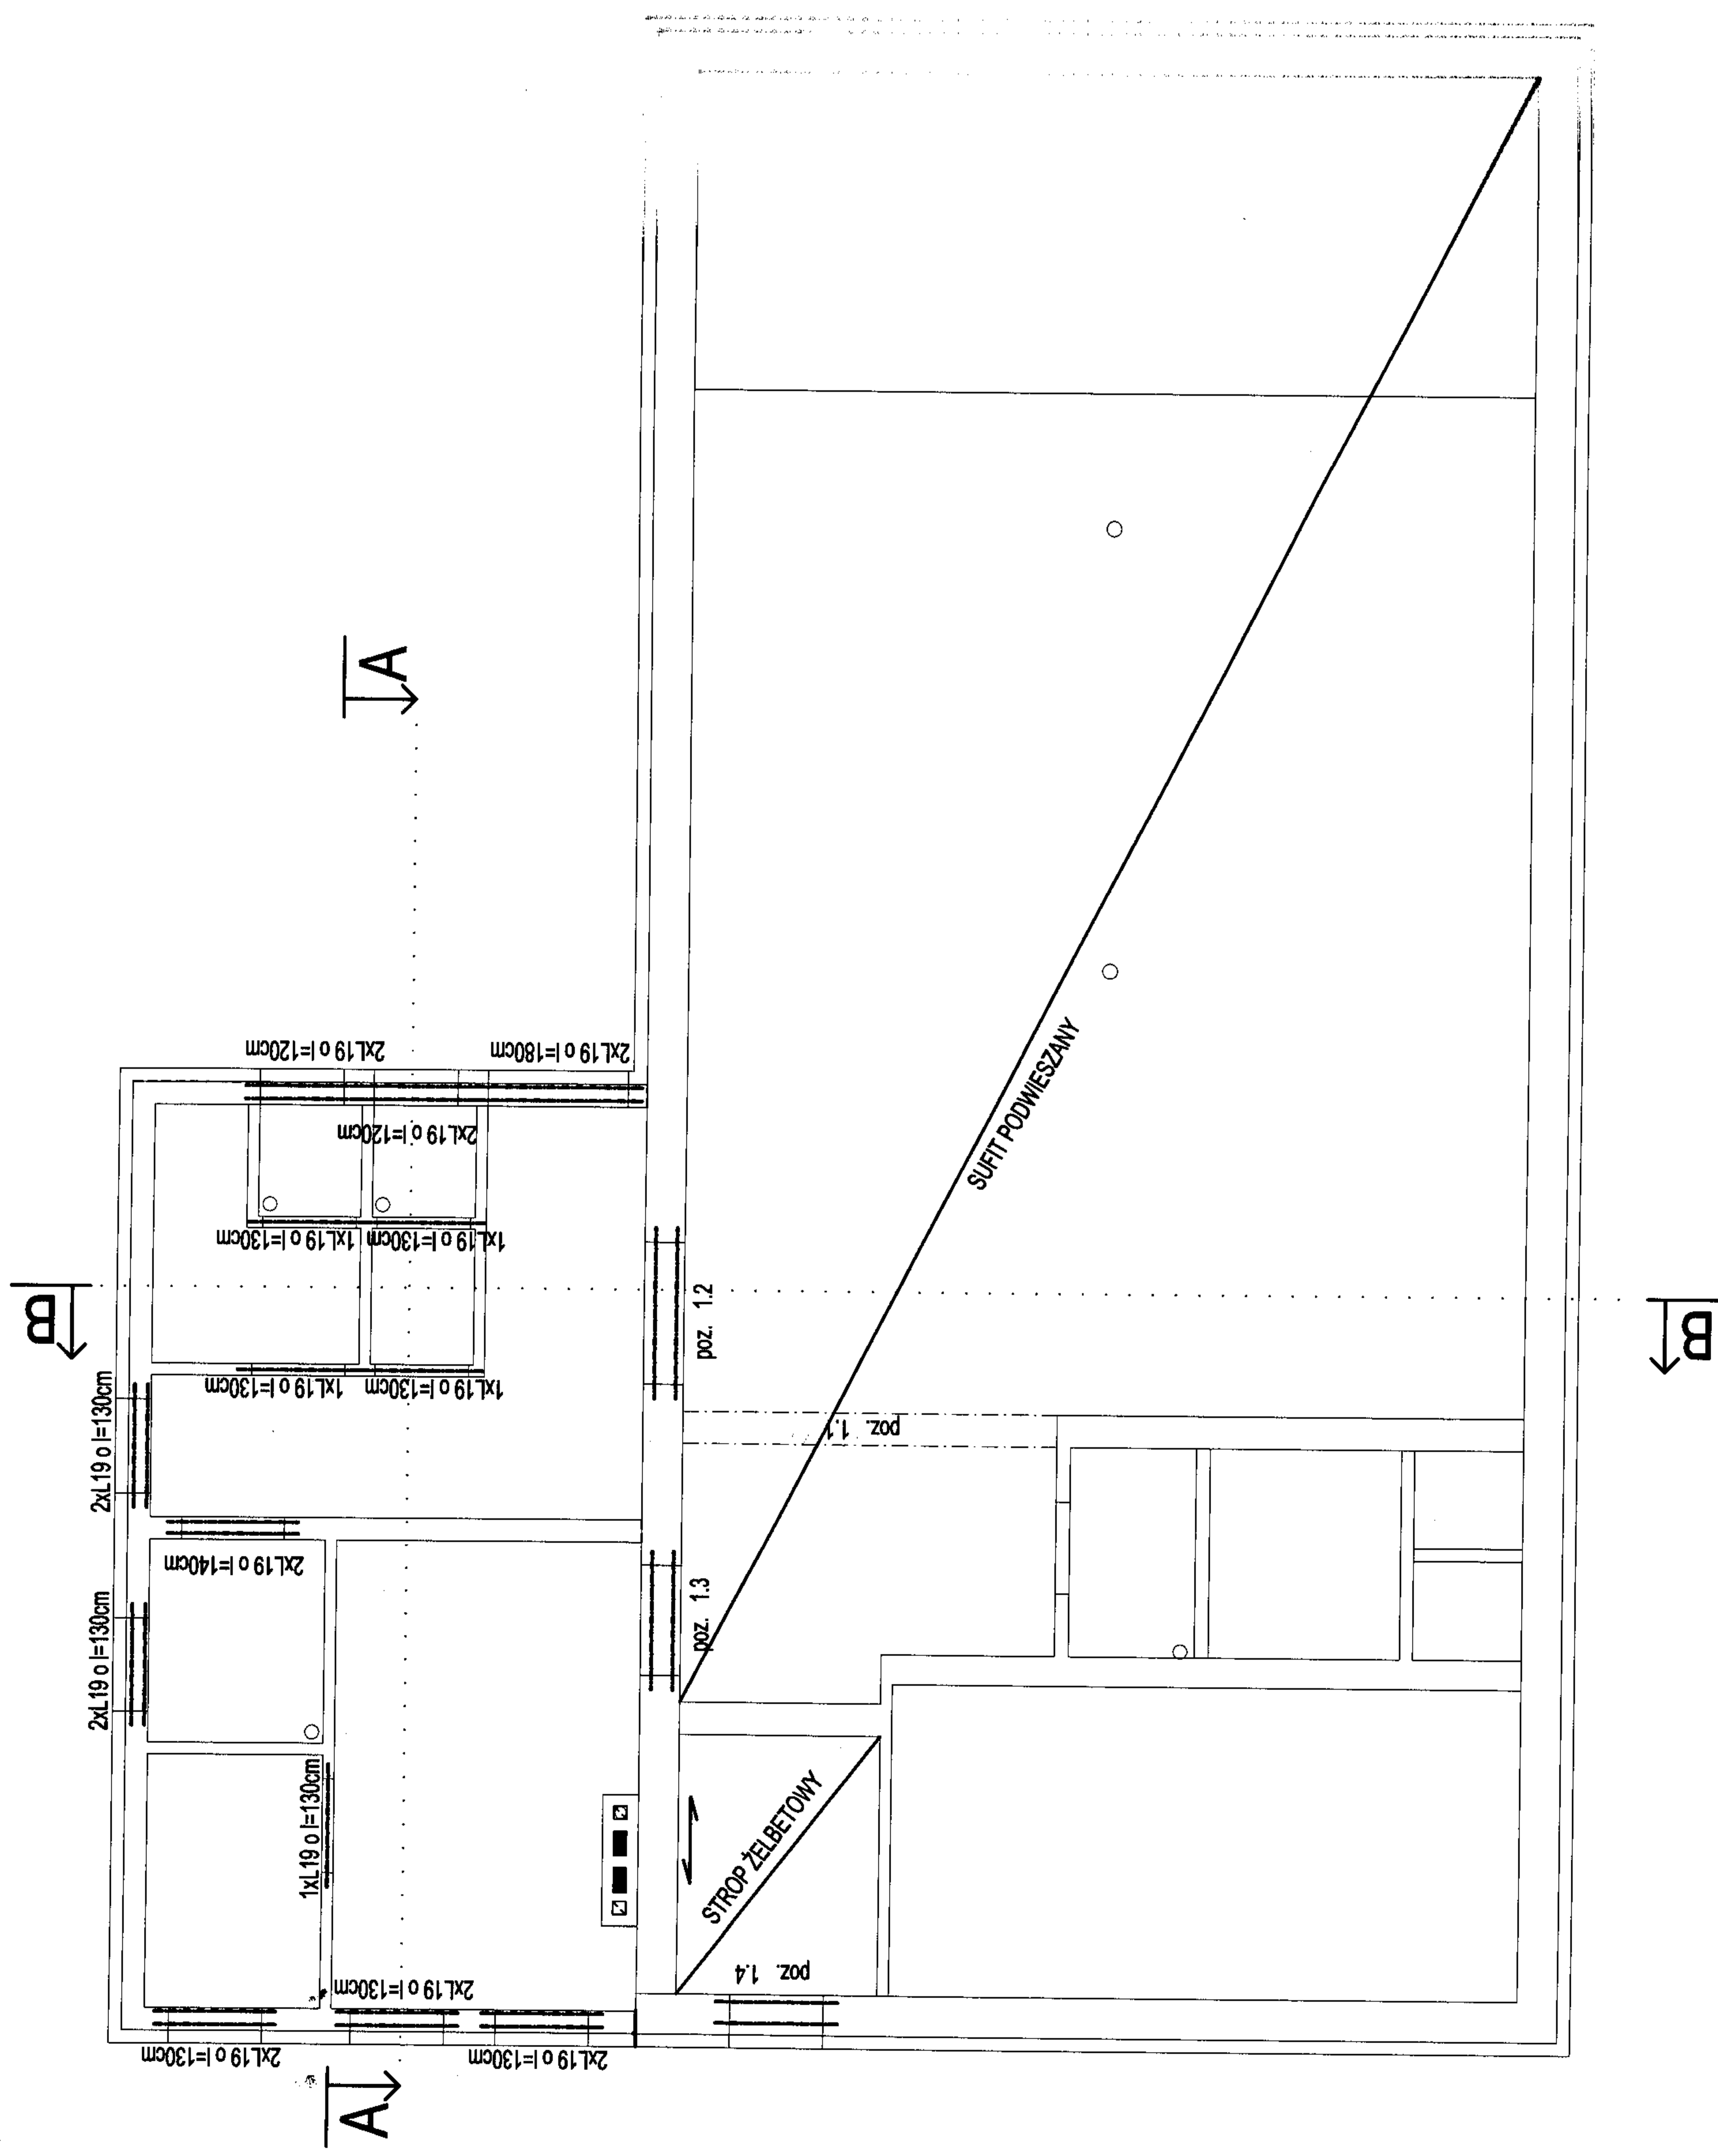 A
2xL19 o l=120cm
2xL19 o l=180cm
2xL19 o l=120cm
1xL19 o l=130cm
1xL19 o l=130cm
B
B
poz. 1.2
1xL19 o l=130cm
1xL19 o l=130cm
2xL19 o l=130cm
poz. 1.1
SUFIT PODWIESZANY
2xL19 o l=140cm
2xL19 o l=130cm
poz. 1.3
1xL19 o l=130cm
STROP ŻELBETOWY
poz. 1.4
2xL19 o l=130cm
2xL19 o l=130cm
2xL19 o l=130cm
A